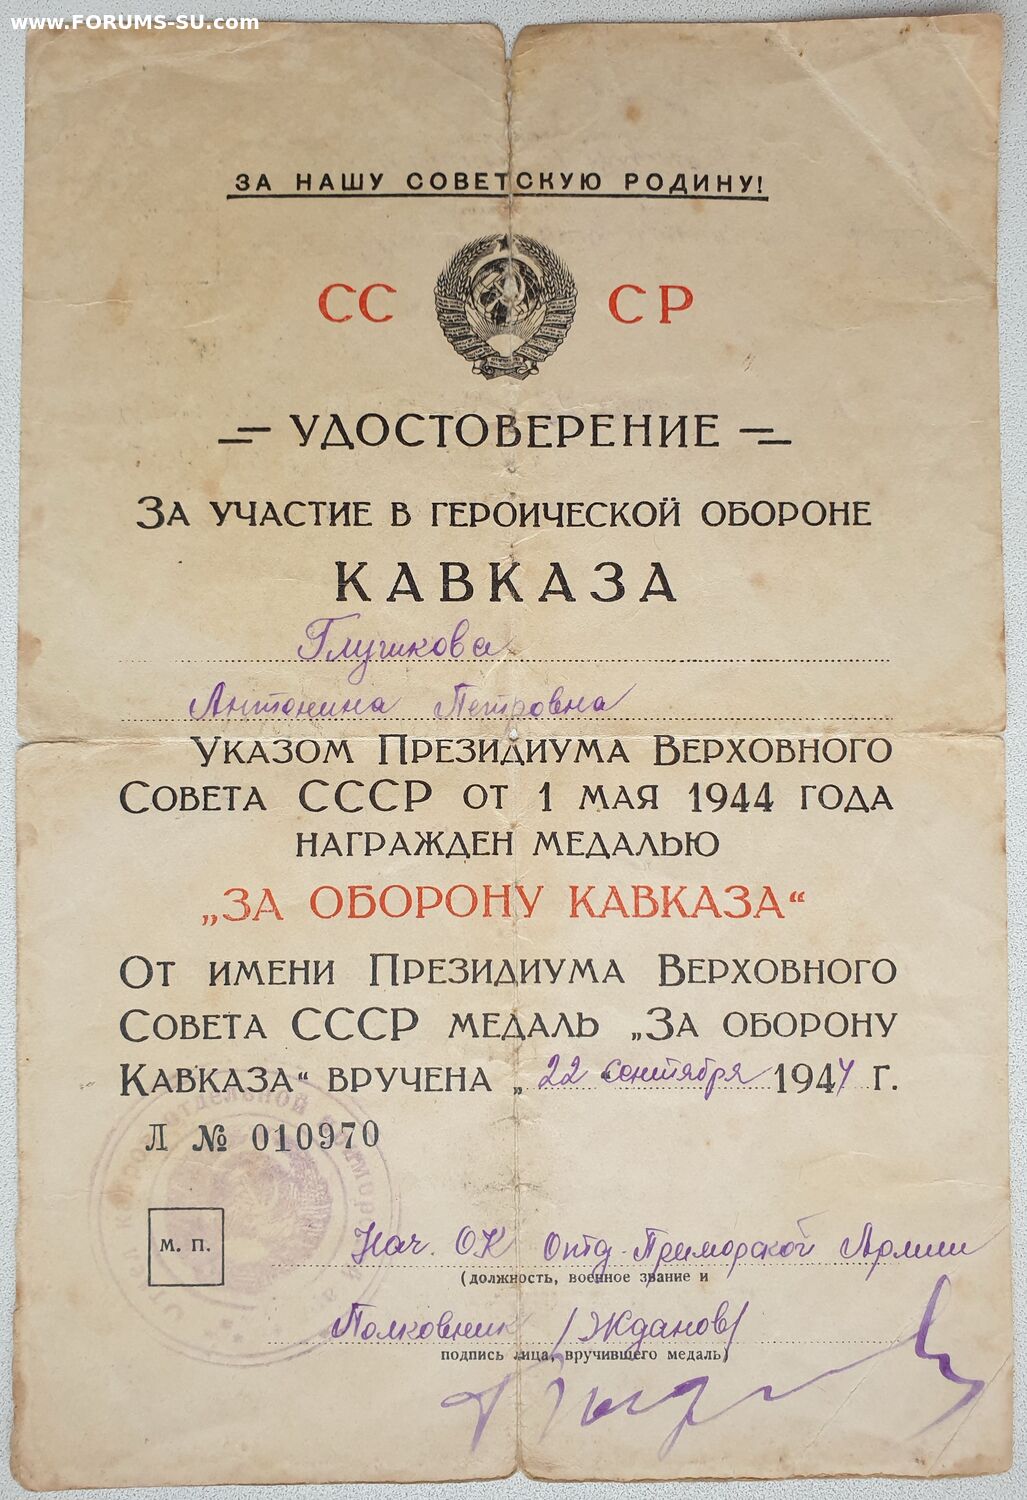 www.FORUMS-SU.com
ЗА НАШУ СОВЕТСКУЮ РОДИНУ!
СС СР
УДОСТОВЕРЕНИЕ
ЗА УЧАСТИЕ В ГЕРОИЧЕСКОЙ ОБОРОНЕ
КАВКАЗА
Глушкова
Антонина Петровна
УКАЗОМ ПРЕЗИДИУМА ВЕРХОВНОГО
СОВЕТА СССР ОТ 1 МАЯ 1944 ГОДА
НАГРАЖДЕН МЕДАЛЬЮ
„ЗА ОБОРОНУ КАВКАЗА“
ОТ ИМЕНИ ПРЕЗИДИУМА ВЕРХОВНОГО
СОВЕТА СССР МЕДАЛЬ „ЗА ОБОРОНУ
КАВКАЗА“ ВРУЧЕНА „22“ сентября 1944 Г.
Л № 010970
ОТДЕЛЬНОЙ
М. П.
Нач. ОК Отд. Приморской Армии
(должность, военное звание и
Полковник /Жданов/
подпись лица, вручившего медаль)